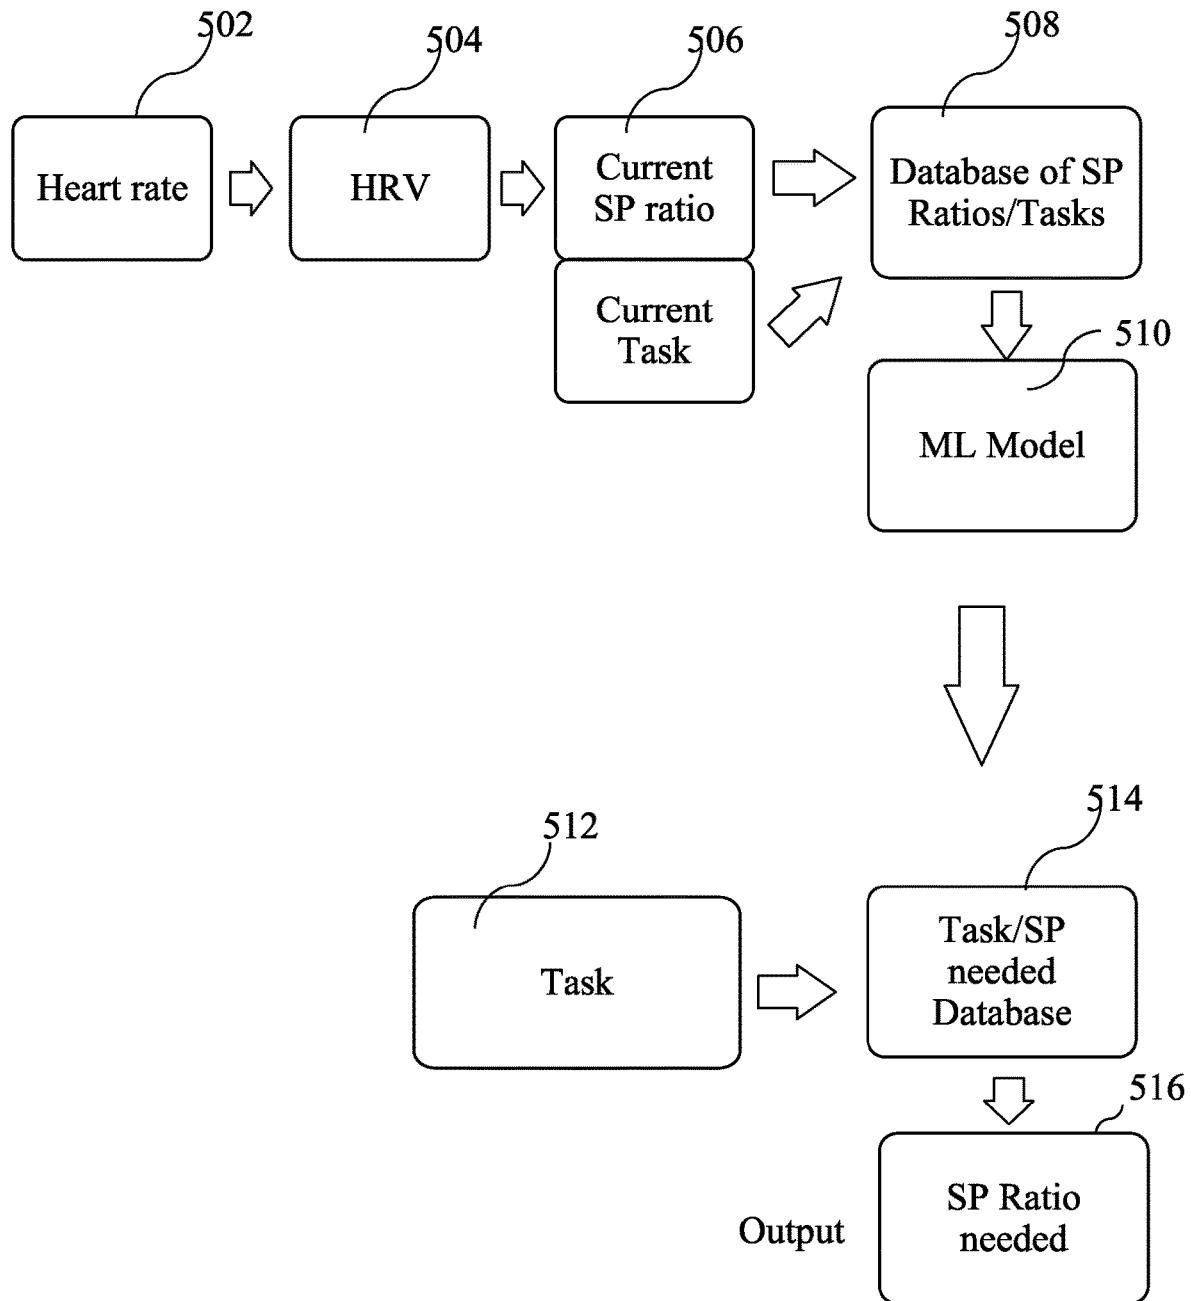 502
504
506
508
Heart rate
HRV
Current
SP ratio
Database of SP
Ratios/Tasks
Current
Task
510
ML Model
512
514
Task
Task/SP
needed
Database
516
Output
SP Ratio
needed